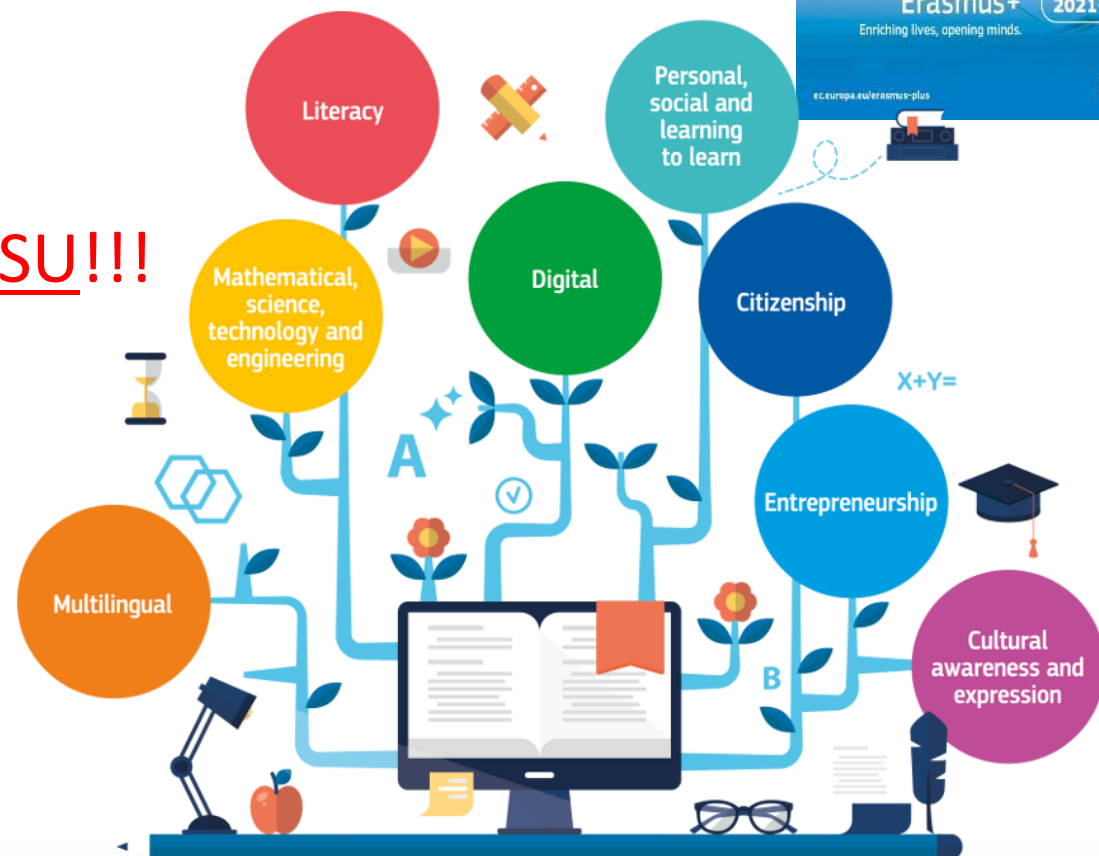 Erasmus+
2021
Enriching lives, opening minds.
ec.europa.eu/erasmus-plus
Literacy
Personal,
social and
learning
to learn
SU!!!
Mathematical,
science,
technology and
engineering
Digital
Citizenship
X+Y=
A
Entrepreneurship
Multilingual
Cultural
awareness and
expression
B